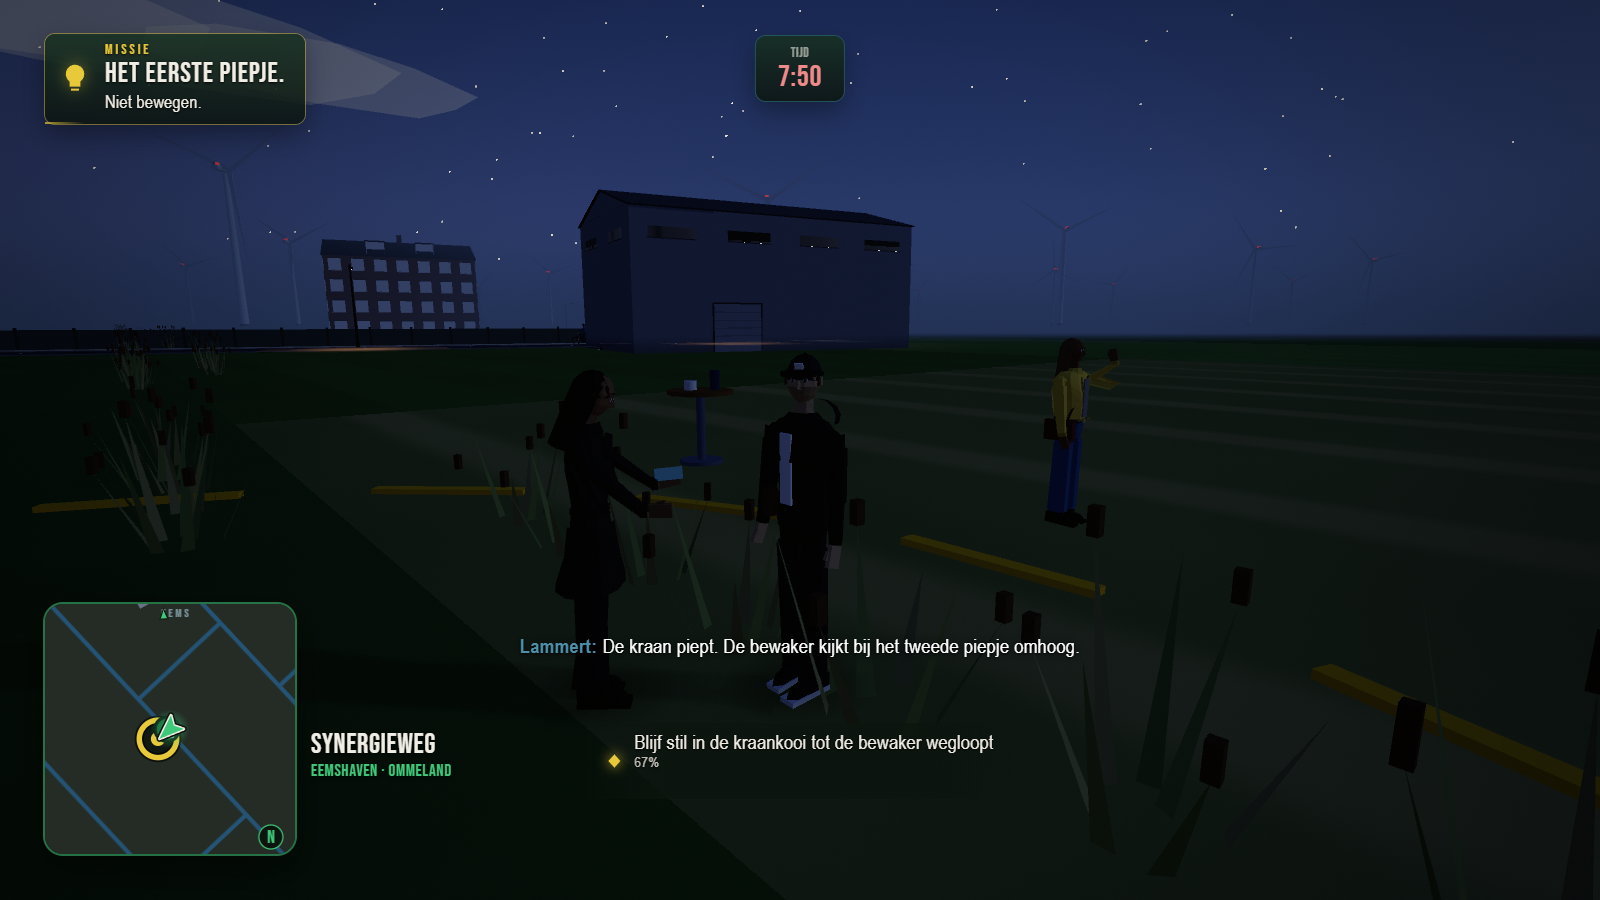 MISSIE
HET EERSTE PIEPJE.
Niet bewegen.
TIJD
7:50
Lammert: De kraan piept. De bewaker kijkt bij het tweede piepje omhoog.
Blijf stil in de kraankooi tot de bewaker wegloopt
67%
EEMS
SYNERGIEWEG
EEMSHAVEN · OMMELAND
N